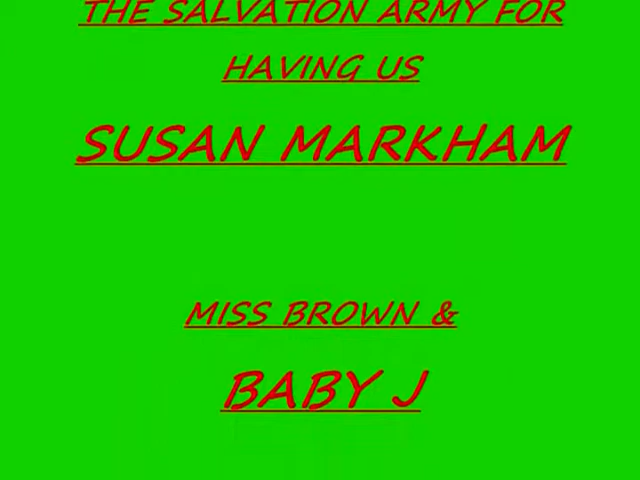 THE SALVATION ARMY FOR
HAVING US
SUSAN MARKHAM
MISS BROWN &
BABY J